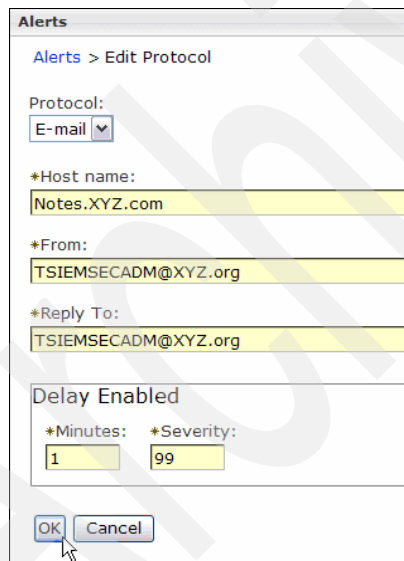 Alerts
Alerts > Edit Protocol
Protocol:
E-mail
*Host name:
Notes.XYZ.com
*From:
TSIEMSECADM@XYZ.org
*Reply To:
TSIEMSECADM@XYZ.org
Delay Enabled
*Minutes: *Severity:
1 99
OK Cancel